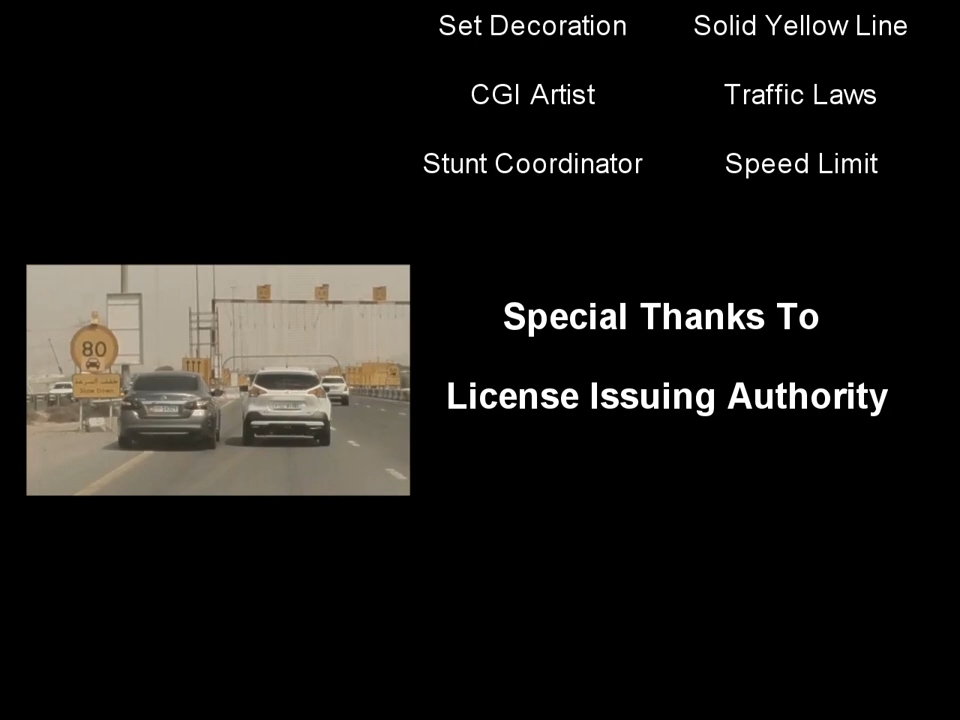 Set Decoration Solid Yellow Line
CGI Artist Traffic Laws
Stunt Coordinator Speed Limit
Special Thanks To
License Issuing Authority
80